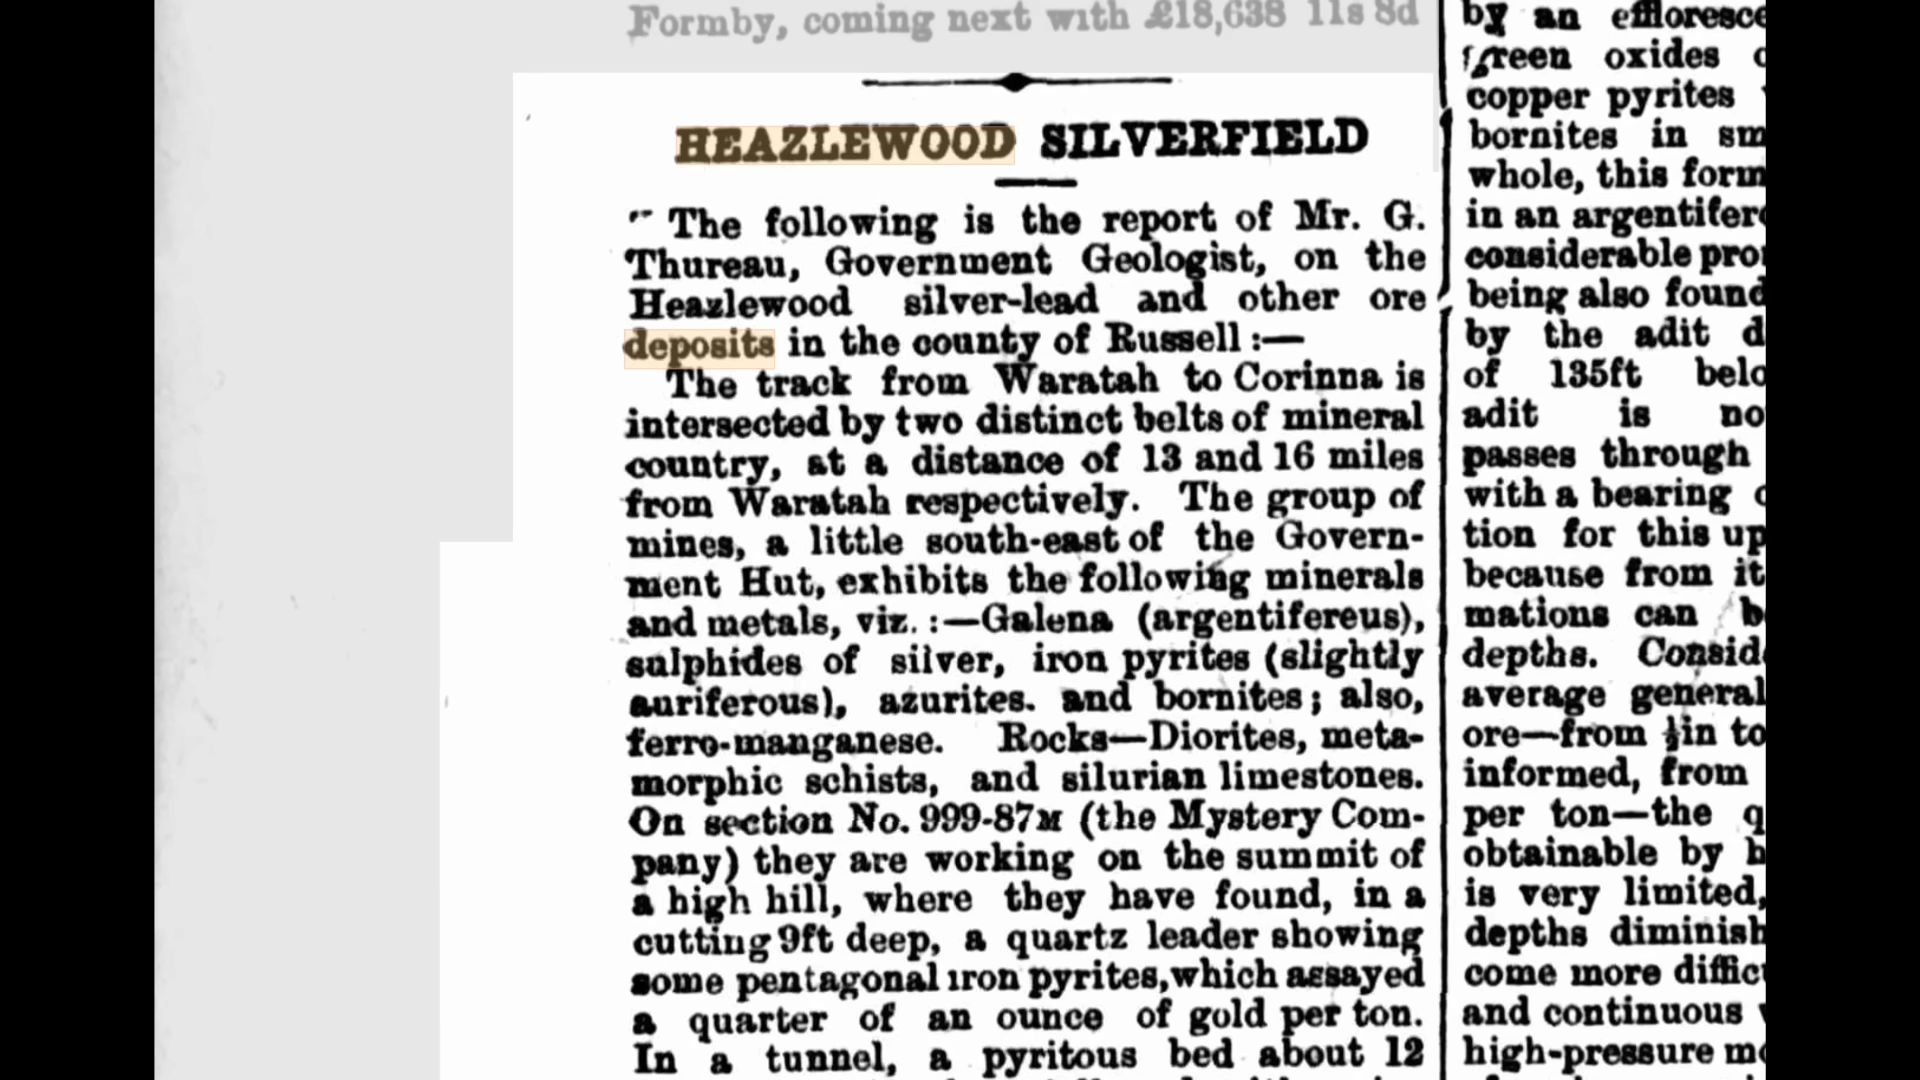 Formby, coming next with £18,638 11s 8d
HEAZLEWOOD SILVERFIELD
The following is the report of Mr. G.
Thureau, Government Geologist, on the
Heazlewood silver-lead and other ore
deposits in the county of Russell :—
The track from Waratah to Corinna is
intersected by two distinct belts of mineral
country, at a distance of 13 and 16 miles
from Waratah respectively. The group of
mines, a little south-east of the Govern-
ment Hut, exhibits the following minerals
and metals, viz. :—Galena (argentifereus),
sulphides of silver, iron pyrites (slightly
auriferous), azurites. and bornites ; also,
ferro-manganese. Rocks—Diorites, meta-
morphic schists, and silurian limestones.
On section No. 999-87M (the Mystery Com-
pany) they are working on the summit of
a high hill, where they have found, in a
cutting 9ft deep, a quartz leader showing
some pentagonal iron pyrites, which assayed
a quarter of an ounce of gold per ton.
In a tunnel, a pyritous bed about 12
by an effloresce
green oxides
copper pyrites
bornites in sm
whole, this form
in an argentifer
considerable pro
being also found
by the adit d
of 135ft belo
adit is no
passes through
with a bearing
tion for this up
because from it
mations can b
depths. Consid
average general
ore—from ½in to
informed, from
per ton—the q
obtainable by h
is very limited,
depths diminish
come more diffic
and continuous
high-pressure m